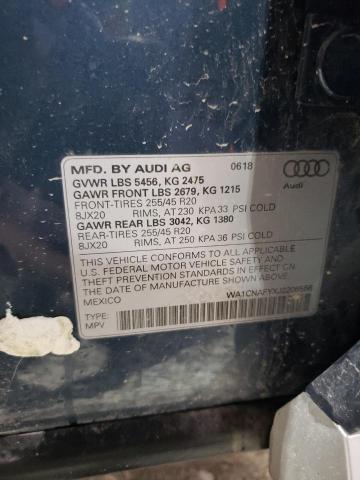 MFD. BY AUDI AG 0618
GVWR LBS 5456, KG 2475
GAWR FRONT LBS 2679, KG 1215
FRONT-TIRES 255/45 R20
8JX20 RIMS, AT 230 KPA 33 PSI COLD
GAWR REAR LBS 3042, KG 1380
REAR-TIRES 255/45 R20
8JX20 RIMS, AT 250 KPA 36 PSI COLD
Audi
THIS VEHICLE CONFORMS TO ALL APPLICABLE
U.S. FEDERAL MOTOR VEHICLE SAFETY AND
THEFT PREVENTION STANDARDS IN EFFECT ON
THE DATE OF MANUFACTURE SHOWN ABOVE
MEXICO
TYPE:
MPV